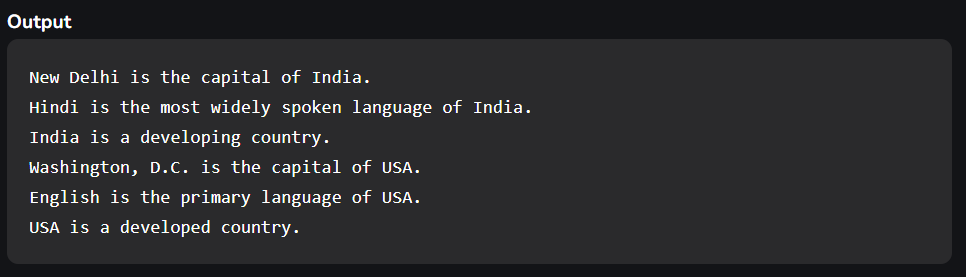 Output
New Delhi is the capital of India.
Hindi is the most widely spoken language of India.
India is a developing country.
Washington, D.C. is the capital of USA.
English is the primary language of USA.
USA is a developed country.